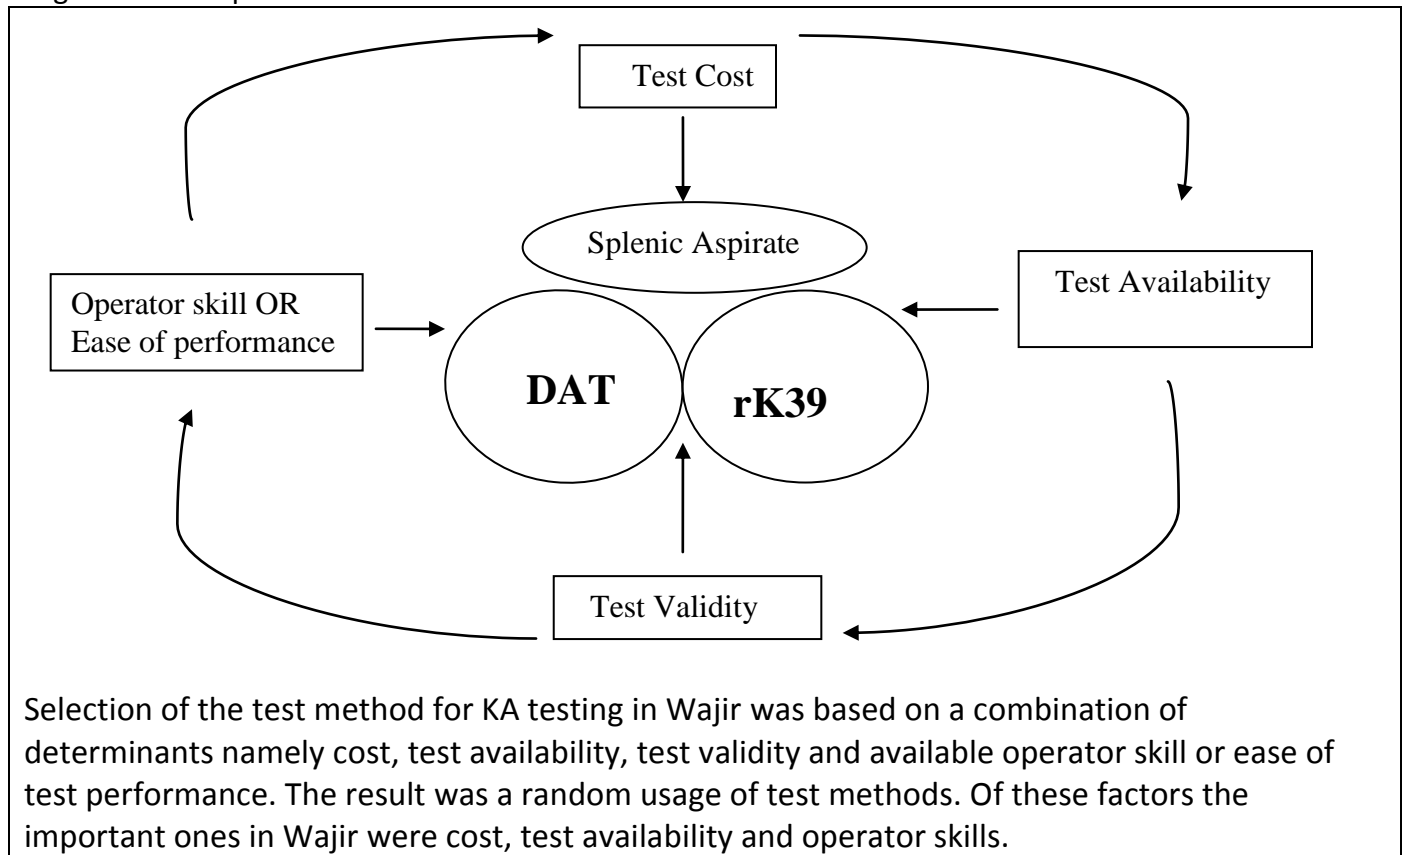 Test Cost
Splenic Aspirate
Test Availability
Operator skill OR
Ease of performance
DAT
rK39
Test Validity
Selection of the test method for KA testing in Wajir was based on a combination of
determinants namely cost, test availability, test validity and available operator skill or ease of
test performance. The result was a random usage of test methods. Of these factors the
important ones in Wajir were cost, test availability and operator skills.